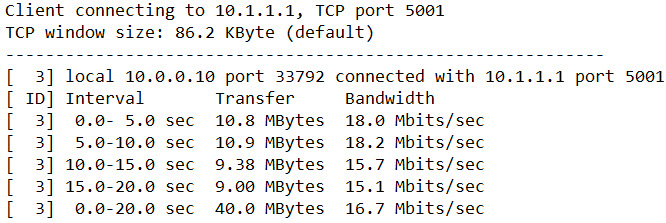 Client connecting to 10.1.1.1, TCP port 5001
TCP window size: 86.2 KByte (default)
------------------------------------------------------------
[  3] local 10.0.0.10 port 33792 connected with 10.1.1.1 port 5001
[ ID] Interval       Transfer     Bandwidth
[  3]  0.0- 5.0 sec  10.8 MBytes  18.0 Mbits/sec
[  3]  5.0-10.0 sec  10.9 MBytes  18.2 Mbits/sec
[  3] 10.0-15.0 sec  9.38 MBytes  15.7 Mbits/sec
[  3] 15.0-20.0 sec  9.00 MBytes  15.1 Mbits/sec
[  3]  0.0-20.0 sec  40.0 MBytes  16.7 Mbits/sec